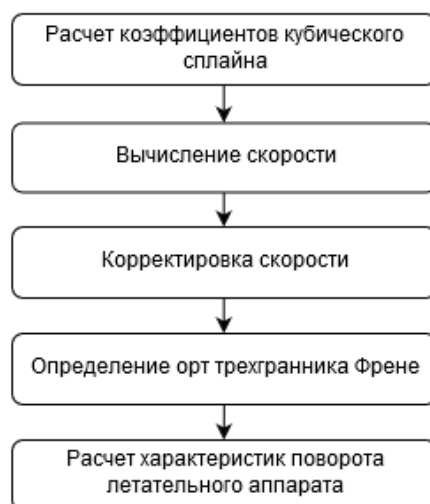 Расчет коэффициентов кубического
сплайна
Вычисление скорости
Корректировка скорости
Определение орт трехгранника Френе
Расчет характеристик поворота
летательного аппарата